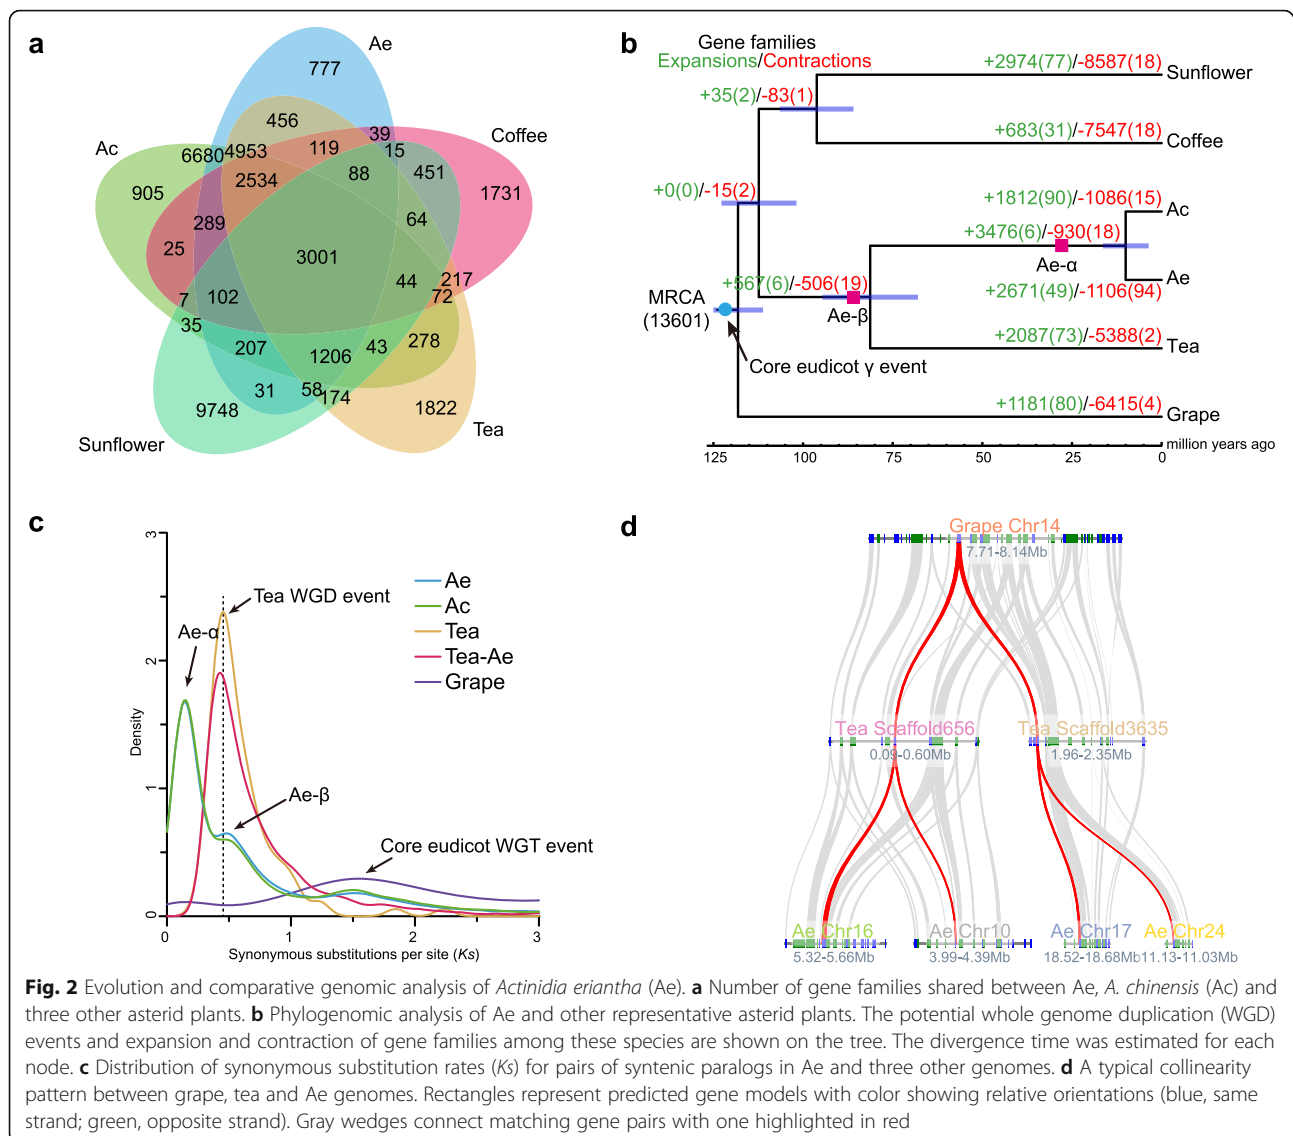 a
Ae
777
Coffee
456
39
Ac
119
15
6680
4953
88
451
905
2534
1731
289
64
25
3001
44
217
7
102
72
35
207
1206
43
278
31
58
174
9748
1822
Sunflower
Tea
b
Gene families
Expansions/Contractions
+2974(77)/-8587(18)
Sunflower
+35(2)/-83(1)
+683(31)/-7547(18)
Coffee
+0(0)/-15(2)
+1812(90)/-1086(15)
Ac
+3476(6)/-930(18)
Ae-α
Ae
+567(6)/-506(19)
+2671(49)/-1106(94)
MRCA
(13601)
Ae-β
+2087(73)/-5388(2)
Tea
Core eudicot γ event
+1181(80)/-6415(4)
Grape
million years ago
125 100 75 50 25 0
c
3
Tea WGD event
Ae
Ac
Tea
Tea-Ae
Grape
Ae-α
2
Density
1
Ae-β
Core eudicot WGT event
0
0 1 2 3
Synonymous substitutions per site (Ks)
d
Grape Chr14
7.71-8.14Mb
Tea Scaffold656
0.09-0.60Mb
Tea Scaffold3635
1.96-2.35Mb
Ae Chr16
5.32-5.66Mb
Ae Chr10
3.99-4.39Mb
Ae Chr17
18.52-18.68Mb
Ae Chr24
11.13-11.03Mb
Fig. 2 Evolution and comparative genomic analysis of Actinidia eriantha (Ae). a Number of gene families shared between Ae, A. chinensis (Ac) and
three other asterid plants. b Phylogenomic analysis of Ae and other representative asterid plants. The potential whole genome duplication (WGD)
events and expansion and contraction of gene families among these species are shown on the tree. The divergence time was estimated for each
node. c Distribution of synonymous substitution rates (Ks) for pairs of syntenic paralogs in Ae and three other genomes. d A typical collinearity
pattern between grape, tea and Ae genomes. Rectangles represent predicted gene models with color showing relative orientations (blue, same
strand; green, opposite strand). Gray wedges connect matching gene pairs with one highlighted in red